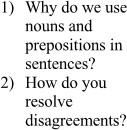 1) Why do we use
nouns and
prepositions in
sentences?
2) How do you
resolve
disagreements?